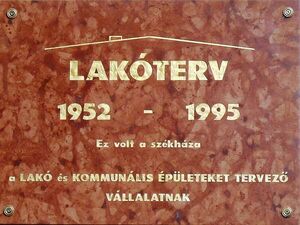 LAKÓTERV
1952 - 1995
Ez volt a székháza
a LAKÓ és KOMMUNÁLIS ÉPÜLETEKET TERVEZŐ
VÁLLALATNAK